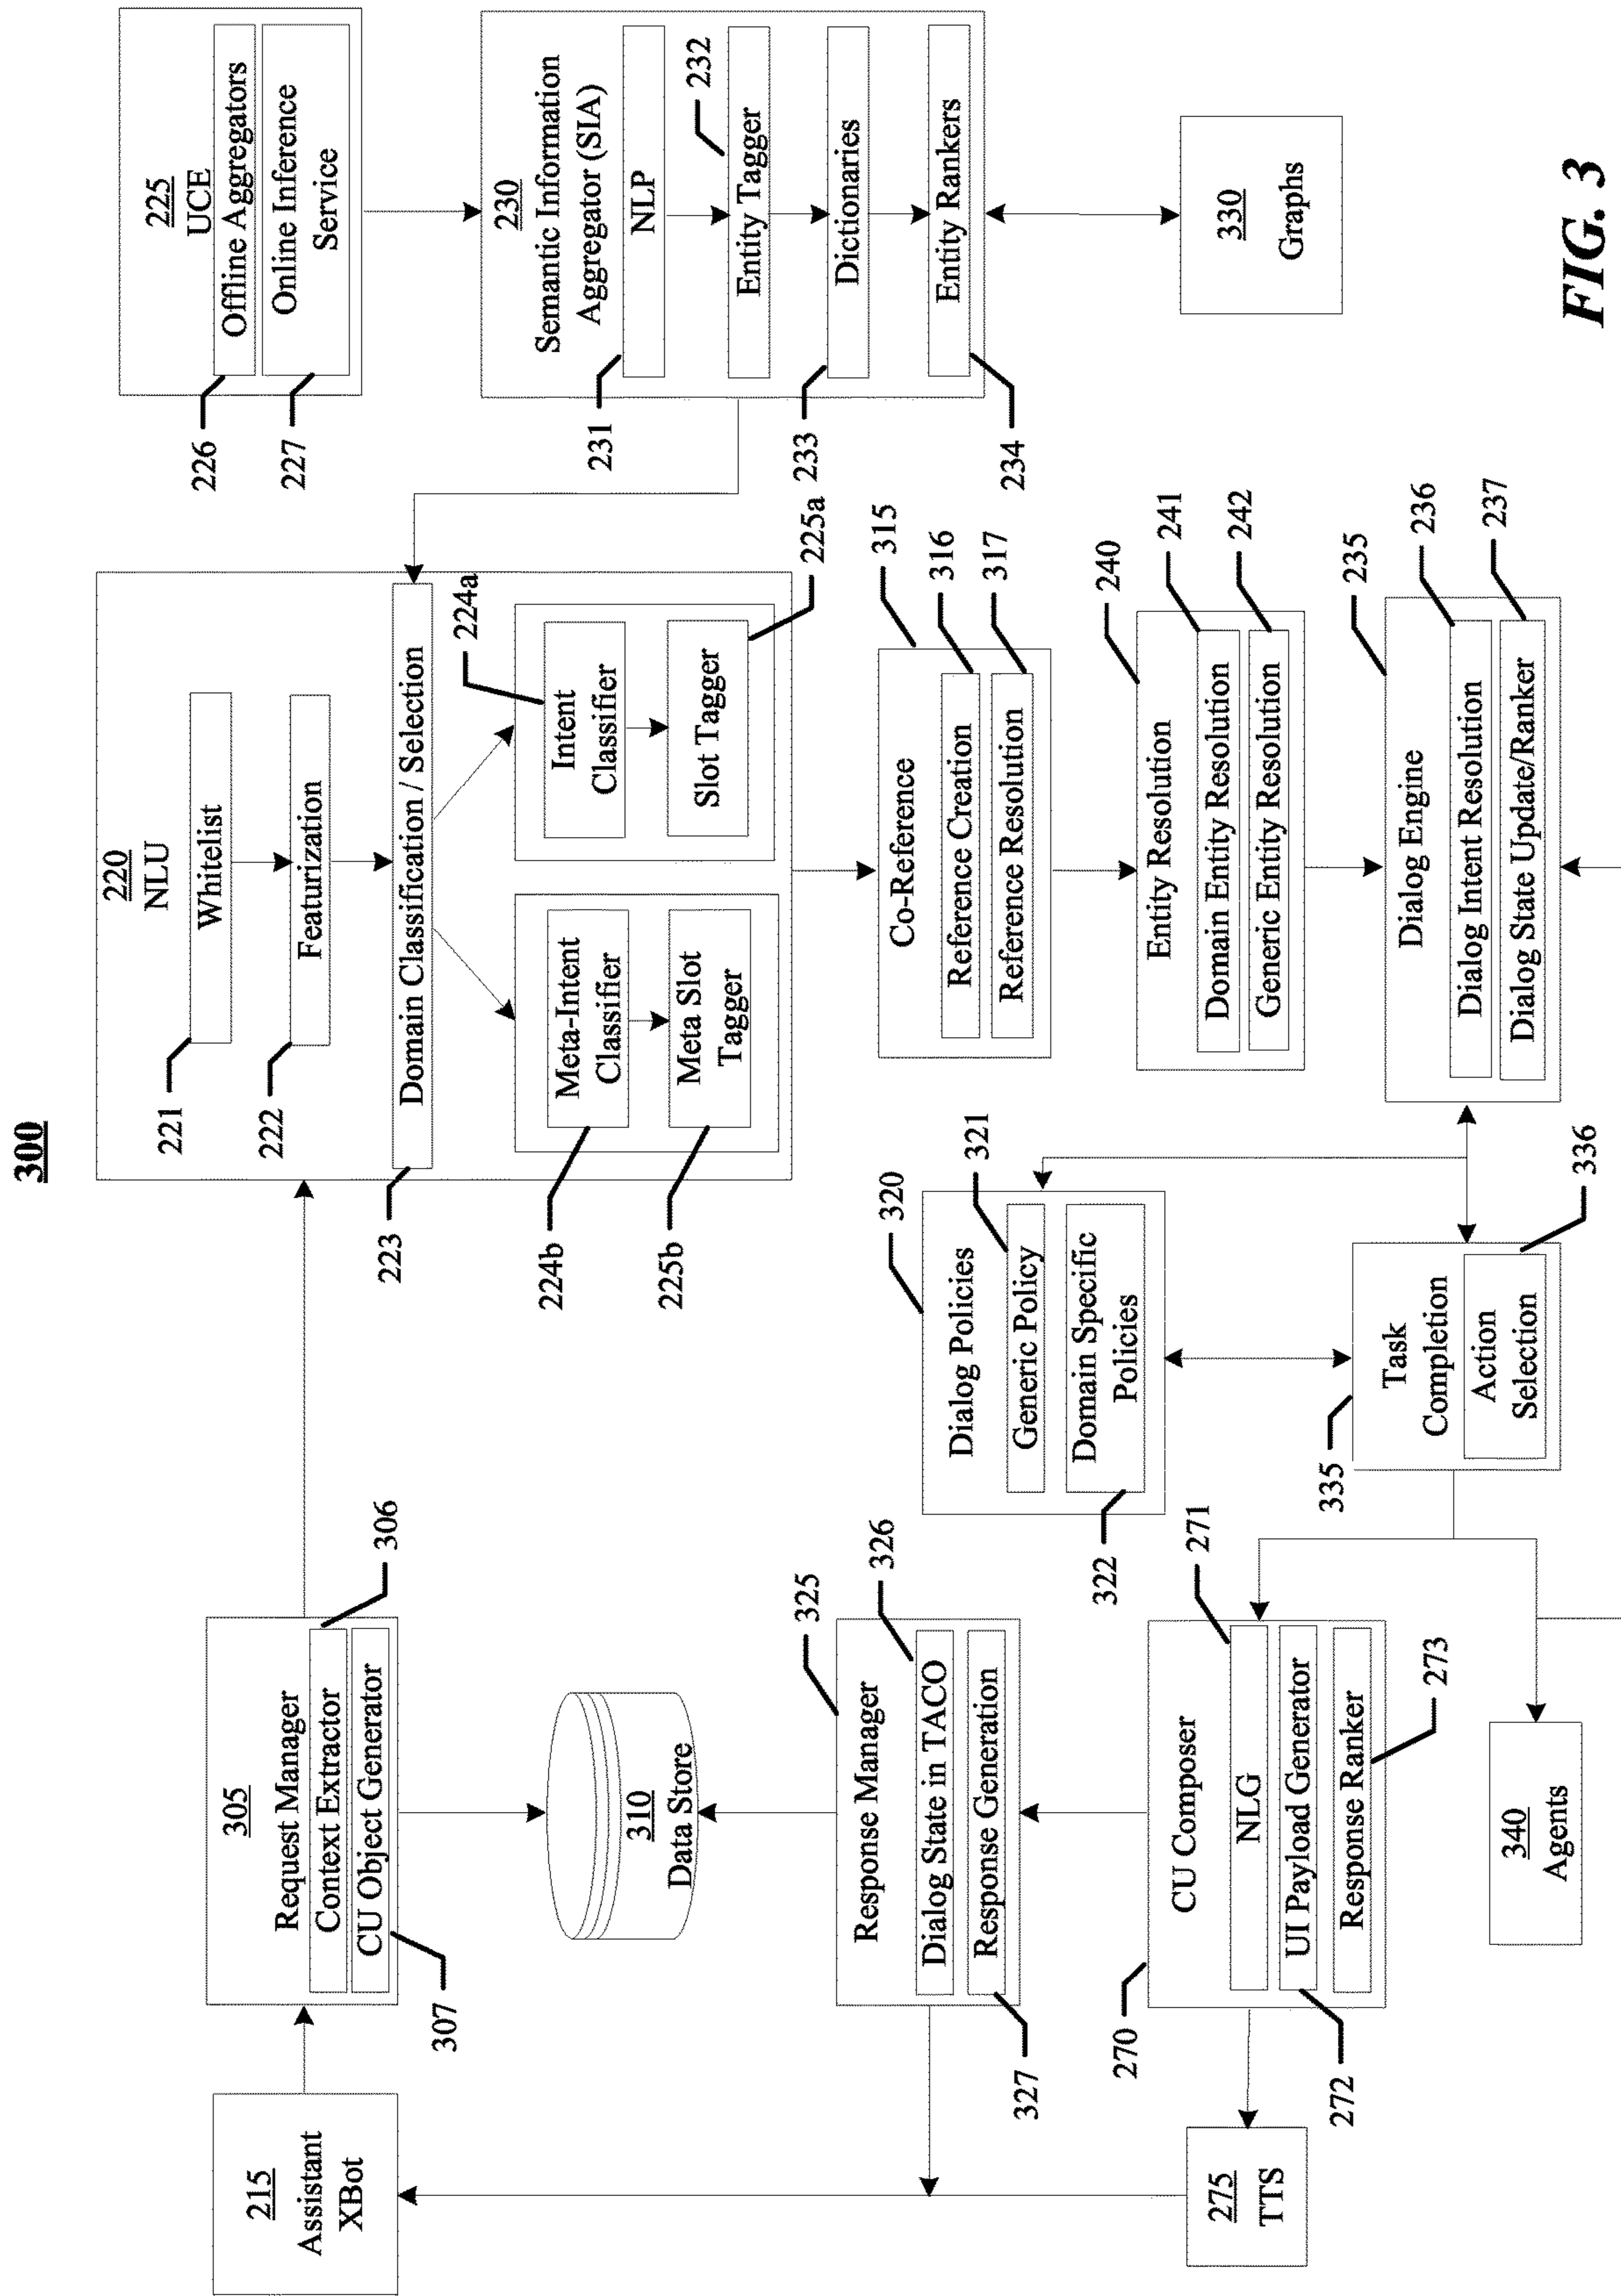 300
215
Assistant
XBot
305
Request Manager
Context Extractor
CU Object Generator
306
307
310
Data Store
220
NLU
Whitelist
221
Featurization
222
Domain Classification / Selection
223
Meta-Intent
Classifier
224b
Meta Slot
Tagger
225b
Intent
Classifier
224a
Slot Tagger
225a
225
UCE
Offline Aggregators
226
Online Inference
Service
227
230
Semantic Information
Aggregator (SIA)
NLP
231
Entity Tagger
232
Dictionaries
233
Entity Rankers
234
330
Graphs
Co-Reference
315
Reference Creation
316
Reference Resolution
317
Entity Resolution
240
Domain Entity Resolution
241
Generic Entity Resolution
242
Dialog Engine
235
Dialog Intent Resolution
236
Dialog State Update/Ranker
237
Dialog Policies
320
Generic Policy
321
Domain Specific
Policies
322
Task
Completion
335
Action
Selection
336
Response Manager
325
Dialog State in TACO
326
Response Generation
327
CU Composer
270
NLG
271
UI Payload Generator
272
Response Ranker
273
275
TTS
340
Agents
FIG. 3